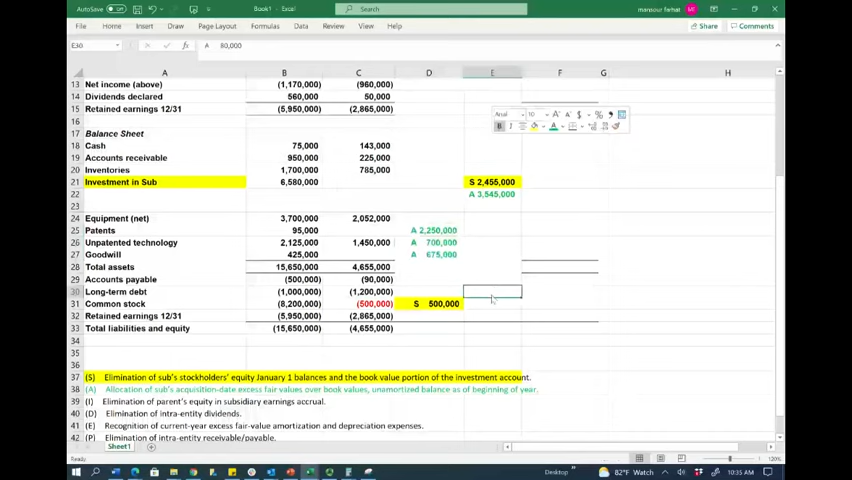 AutoSave Off Book1 - Excel Search mansour farhat MF
File Home Insert Draw Page Layout Formulas Data Review View Help Share Comments
E30 fx A 80,000
A B C D E F G H
13 Net income (above) (1,170,000) (960,000)
14 Dividends declared 560,000 50,000
15 Retained earnings 12/31 (5,950,000) (2,865,000)
16 Arial 10 A A $ % 9
17 Balance Sheet B I A
18 Cash 75,000 143,000
19 Accounts receivable 950,000 225,000
20 Inventories 1,700,000 785,000
21 Investment in Sub 6,580,000 S 2,455,000
22 A 3,545,000
23
24 Equipment (net) 3,700,000 2,052,000
25 Patents 95,000 A 2,250,000
26 Unpatented technology 2,125,000 1,450,000 A 700,000
27 Goodwill 425,000 A 675,000
28 Total assets 15,650,000 4,655,000
29 Accounts payable (500,000) (90,000)
30 Long-term debt (1,000,000) (1,200,000)
31 Common stock (8,200,000) (500,000) S 500,000
32 Retained earnings 12/31 (5,950,000) (2,865,000)
33 Total liabilities and equity (15,650,000) (4,655,000)
34
35
36
37 (S) Elimination of sub's stockholders' equity January 1 balances and the book value portion of the investment account.
38 (A) Allocation of sub's acquisition-date excess fair values over book values, unamortized balance as of beginning of year.
39 (I) Elimination of parent's equity in subsidiary earnings accrual.
40 (D) Elimination of intra-entity dividends.
41 (E) Recognition of current-year excess fair-value amortization and depreciation expenses.
42 (P) Elimination of intra-entity receivable/payable.
Sheet1
Ready 120%
Desktop 82°F Watch 10:35 AM